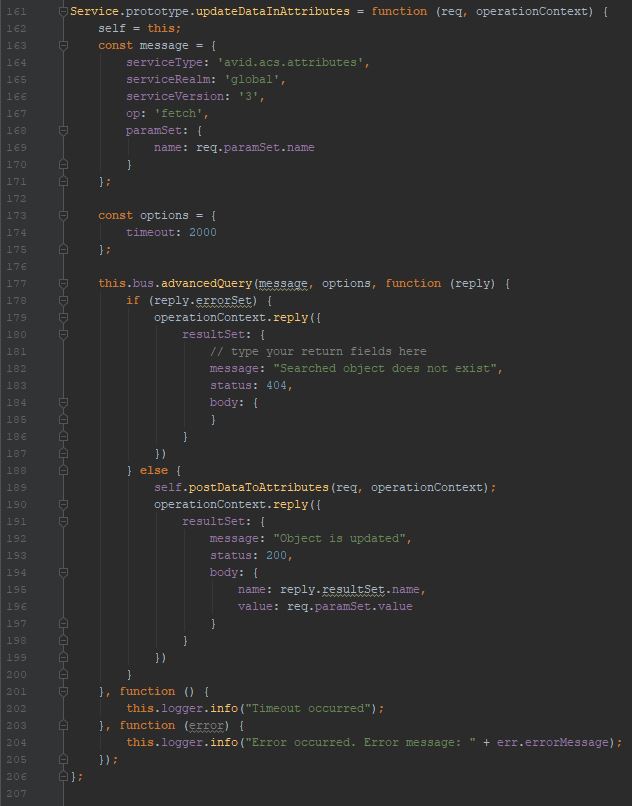 161 Service.prototype.updateDataInAttributes = function (req, operationContext) {
162     self = this;
163     const message = {
164         serviceType: 'avid.acs.attributes',
165         serviceRealm: 'global',
166         serviceVersion: '3',
167         op: 'fetch',
168         paramSet: {
169             name: req.paramSet.name
170         }
171     };
172
173     const options = {
174         timeout: 2000
175     };
176
177     this.bus.advancedQuery(message, options, function (reply) {
178         if (reply.errorSet) {
179             operationContext.reply({
180                 resultSet: {
181                     // type your return fields here
182                     message: "Searched object does not exist",
183                     status: 404,
184                     body: {
185                     }
186                 }
187             })
188         } else {
189             self.postDataToAttributes(req, operationContext);
190             operationContext.reply({
191                 resultSet: {
192                     message: "Object is updated",
193                     status: 200,
194                     body: {
195                         name: reply.resultSet.name,
196                         value: req.paramSet.value
197                     }
198                 }
199             })
200         }
201     }, function () {
202         this.logger.info("Timeout occurred");
203     }, function (error) {
204         this.logger.info("Error occurred. Error message: " + err.errorMessage);
205     });
206 };
207